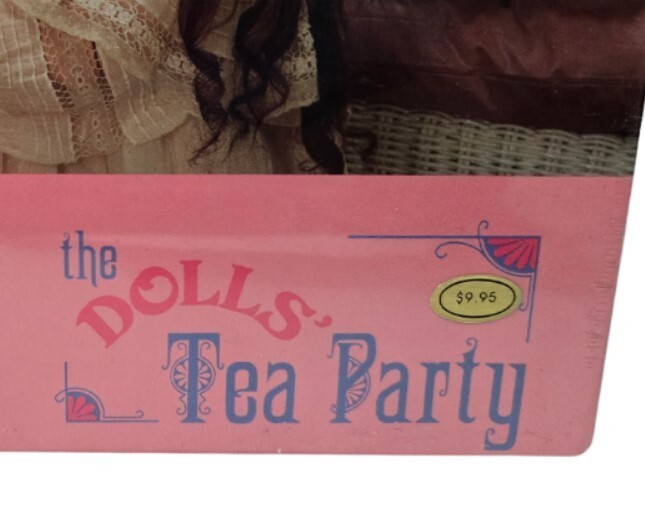 the
DOLLS'
Tea Party
$9.95